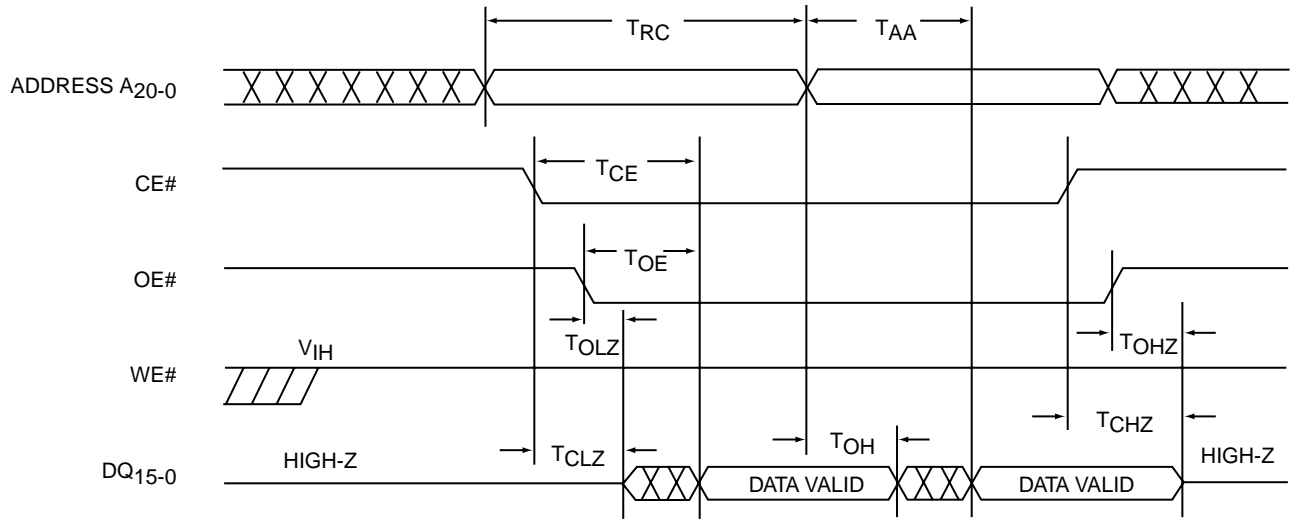 TRC TAA
ADDRESS A20-0
TCE
CE#
TOE
OE#
TOLZ TOHZ
VIH
WE#
TCHZ
TCLZ TOH
HIGH-Z HIGH-Z
DQ15-0
DATA VALID DATA VALID